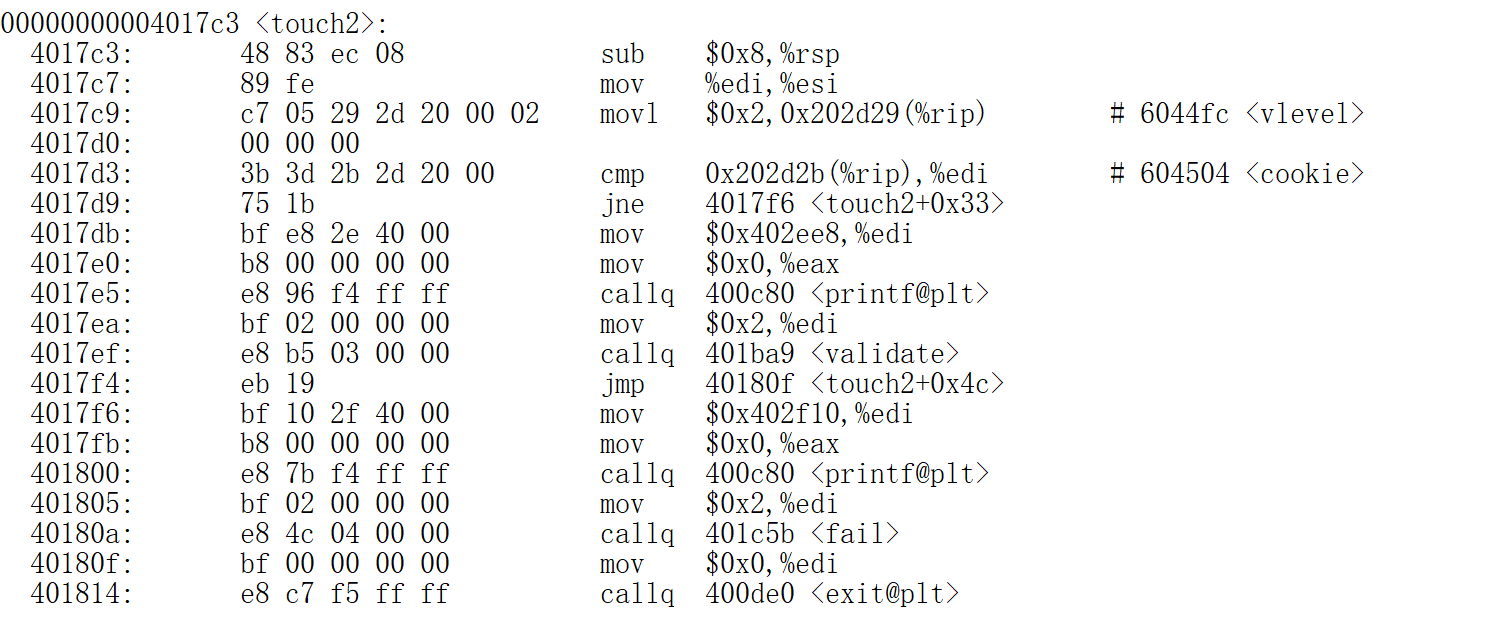 00000000004017c3 <touch2>:
4017c3: 48 83 ec 08 sub $0x8,%rsp
4017c7: 89 fe mov %edi,%esi
4017c9: c7 05 29 2d 20 00 02 movl $0x2,0x202d29(%rip) # 6044fc <vlevel>
4017d0: 00 00 00
4017d3: 3b 3d 2b 2d 20 00 cmp 0x202d2b(%rip),%edi # 604504 <cookie>
4017d9: 75 1b jne 4017f6 <touch2+0x33>
4017db: bf e8 2e 40 00 mov $0x402ee8,%edi
4017e0: b8 00 00 00 00 mov $0x0,%eax
4017e5: e8 96 f4 ff ff callq 400c80 <printf@plt>
4017ea: bf 02 00 00 00 mov $0x2,%edi
4017ef: e8 b5 03 00 00 callq 401ba9 <validate>
4017f4: eb 19 jmp 40180f <touch2+0x4c>
4017f6: bf 10 2f 40 00 mov $0x402f10,%edi
4017fb: b8 00 00 00 00 mov $0x0,%eax
401800: e8 7b f4 ff ff callq 400c80 <printf@plt>
401805: bf 02 00 00 00 mov $0x2,%edi
40180a: e8 4c 04 00 00 callq 401c5b <fail>
40180f: bf 00 00 00 00 mov $0x0,%edi
401814: e8 c7 f5 ff ff callq 400de0 <exit@plt>